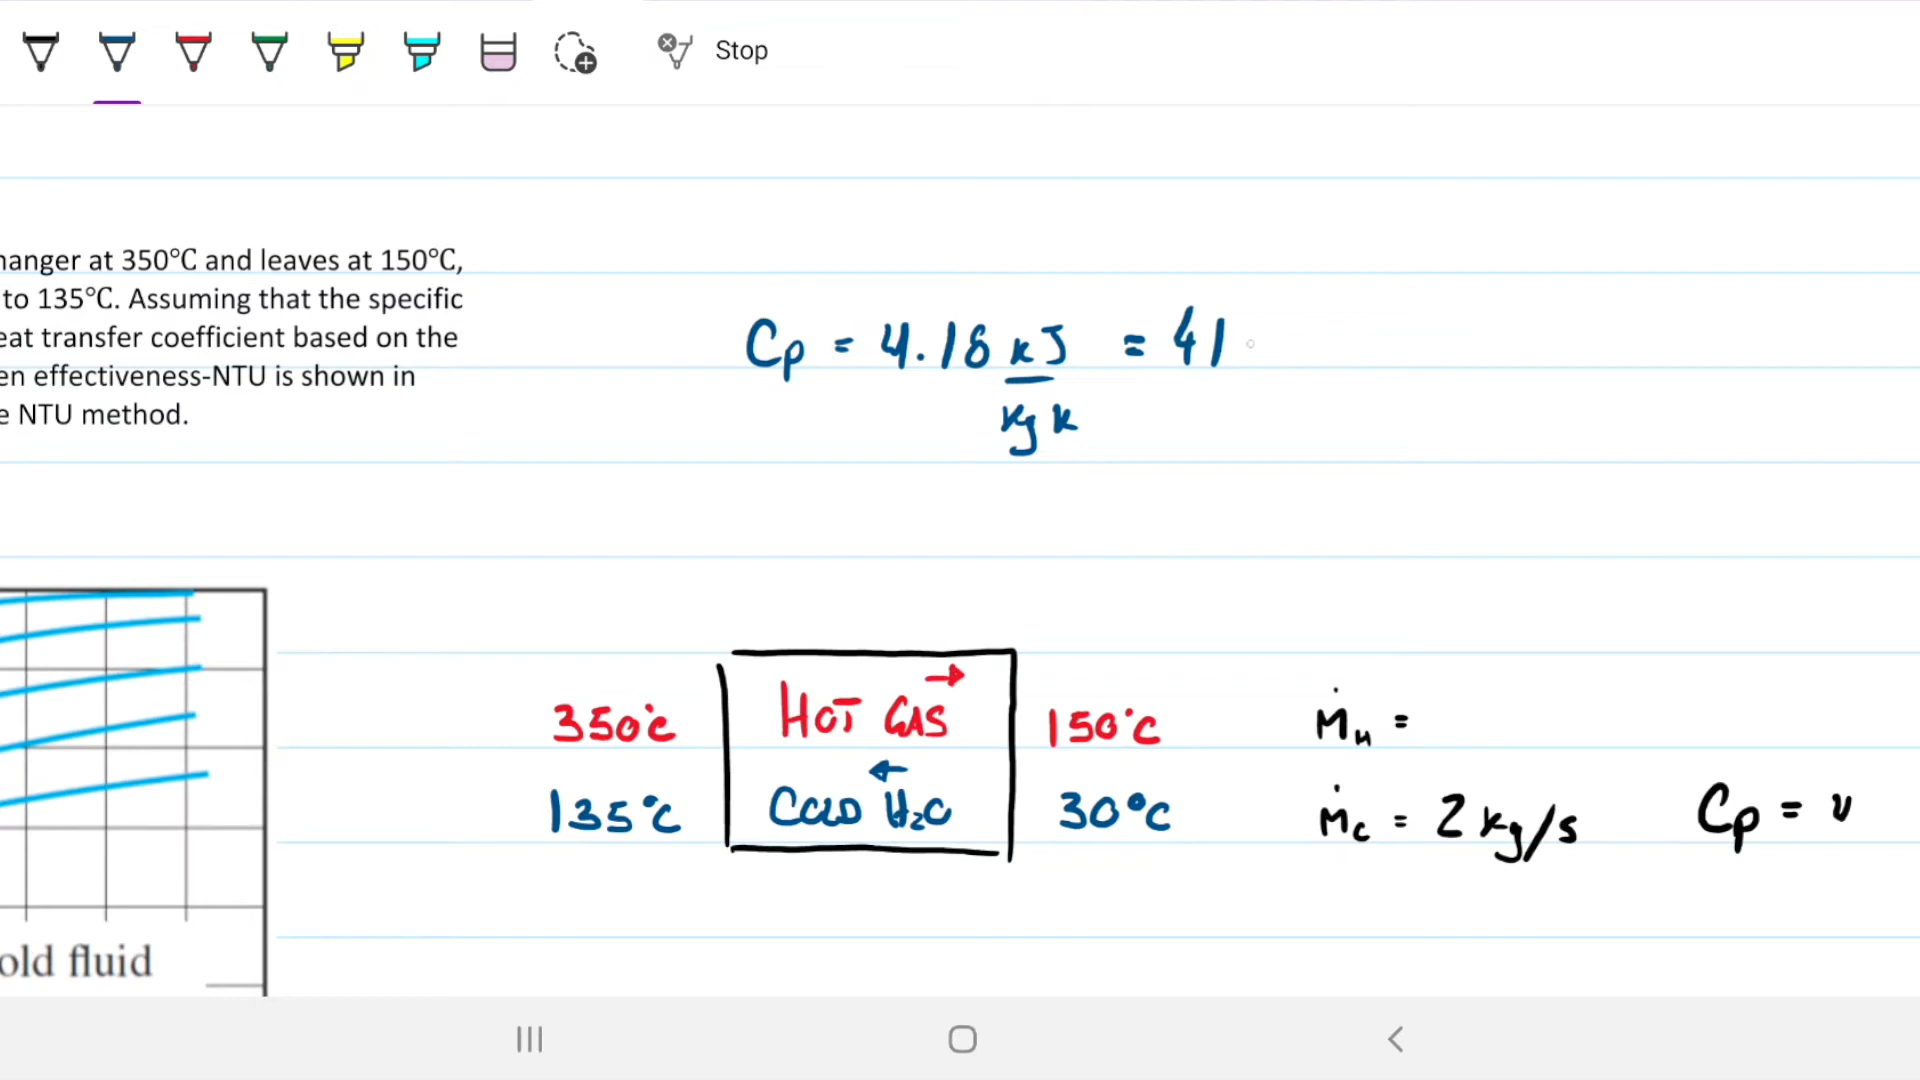 Stop
hanger at 350°C and leaves at 150°C,
to 135°C. Assuming that the specific
eat transfer coefficient based on the
en effectiveness-NTU is shown in
e NTU method.
Cp = 4.18 kJ = 41
kg k
350°C HOT GAS 150°C ṁH =
135°C COLD H₂O 30°C ṁc = 2 kg/s Cp =
old fluid